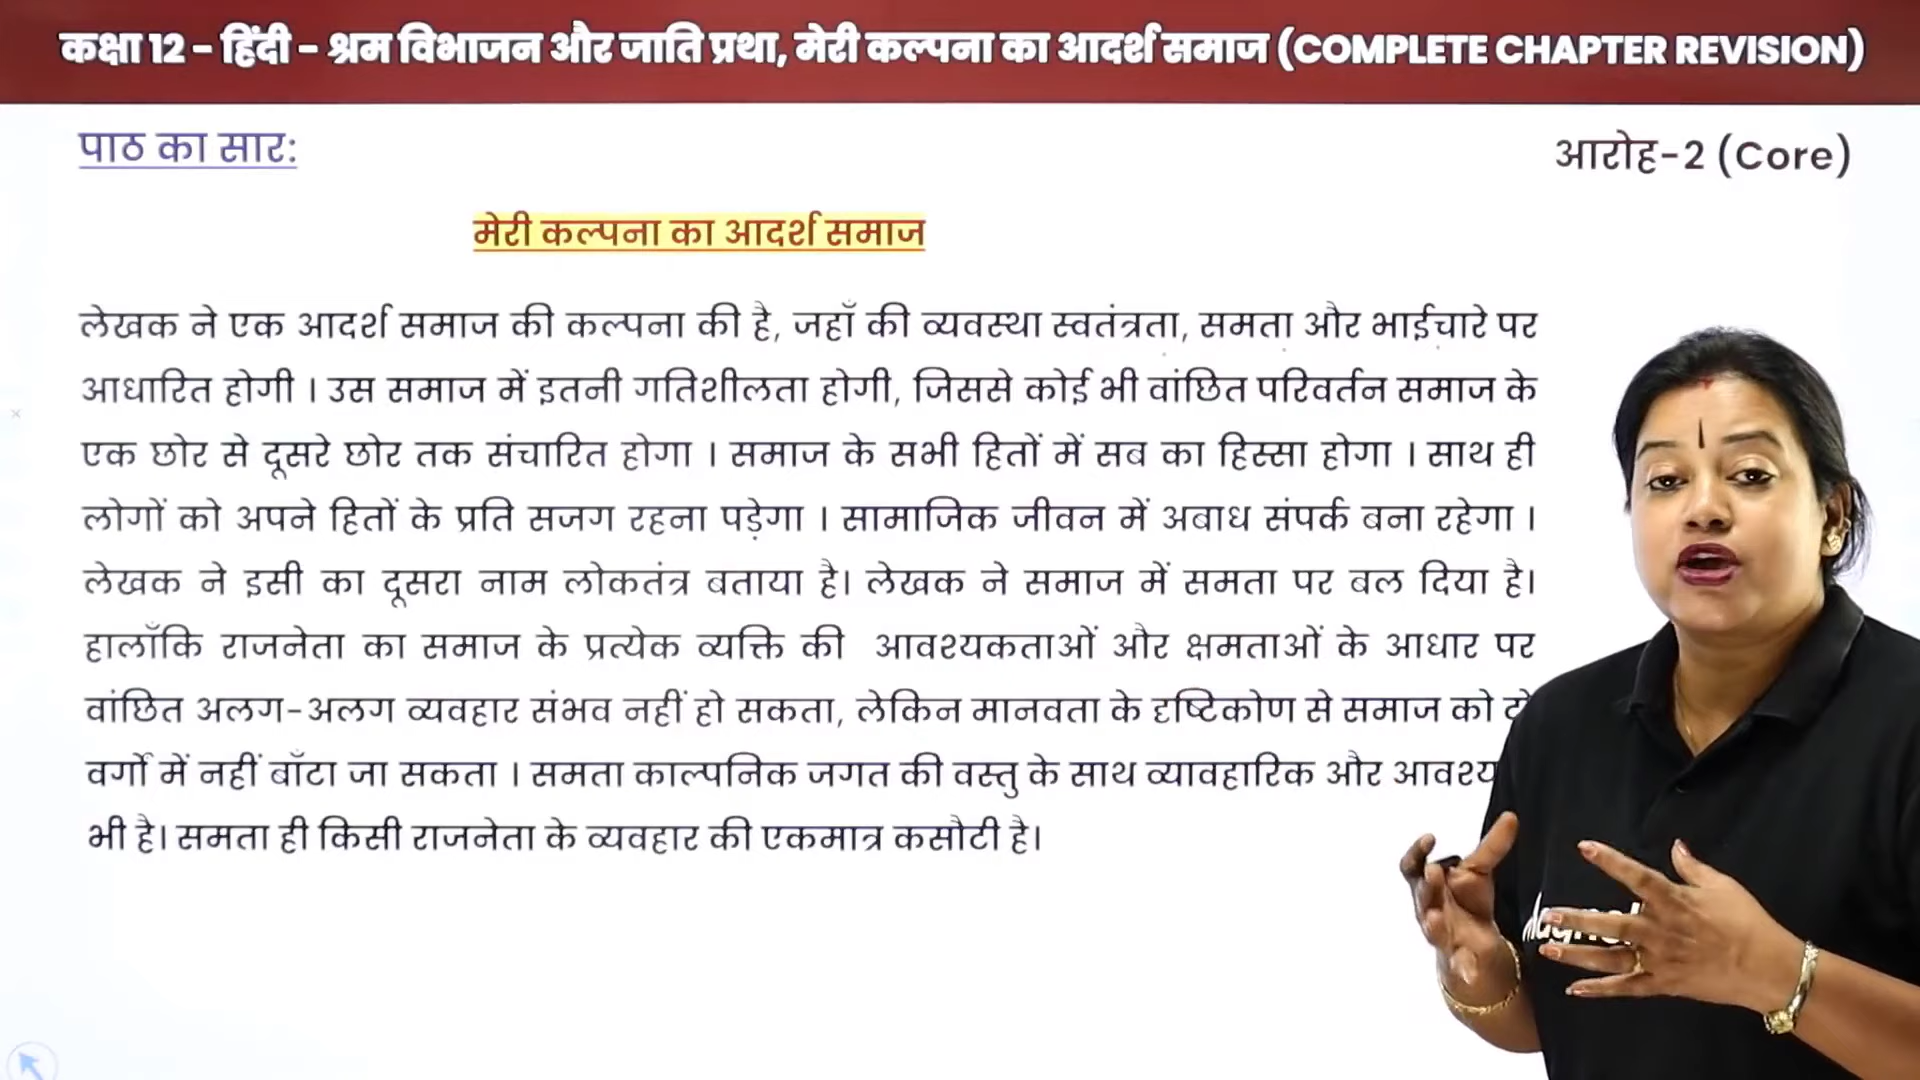 कक्षा 12 - हिंदी - श्रम विभाजन और जाति प्रथा, मेरी कल्पना का आदर्श समाज (COMPLETE CHAPTER REVISION)
पाठ का सार:
आरोह-2 (Core)
मेरी कल्पना का आदर्श समाज
लेखक ने एक आदर्श समाज की कल्पना की है, जहाँ की व्यवस्था स्वतंत्रता, समता और भाईचारे पर
आधारित होगी । उस समाज में इतनी गतिशीलता होगी, जिससे कोई भी वांछित परिवर्तन समाज के
एक छोर से दूसरे छोर तक संचारित होगा । समाज के सभी हितों में सब का हिस्सा होगा । साथ ही
लोगों को अपने हितों के प्रति सजग रहना पड़ेगा । सामाजिक जीवन में अबाध संपर्क बना रहेगा ।
लेखक ने इसी का दूसरा नाम लोकतंत्र बताया है। लेखक ने समाज में समता पर बल दिया है।
हालाँकि राजनेता का समाज के प्रत्येक व्यक्ति की आवश्यकताओं और क्षमताओं के आधार पर
वांछित अलग-अलग व्यवहार संभव नहीं हो सकता, लेकिन मानवता के दृष्टिकोण से समाज को
वर्गों में नहीं बाँटा जा सकता । समता काल्पनिक जगत की वस्तु के साथ व्यावहारिक और
भी है। समता ही किसी राजनेता के व्यवहार की एकमात्र कसौटी है।